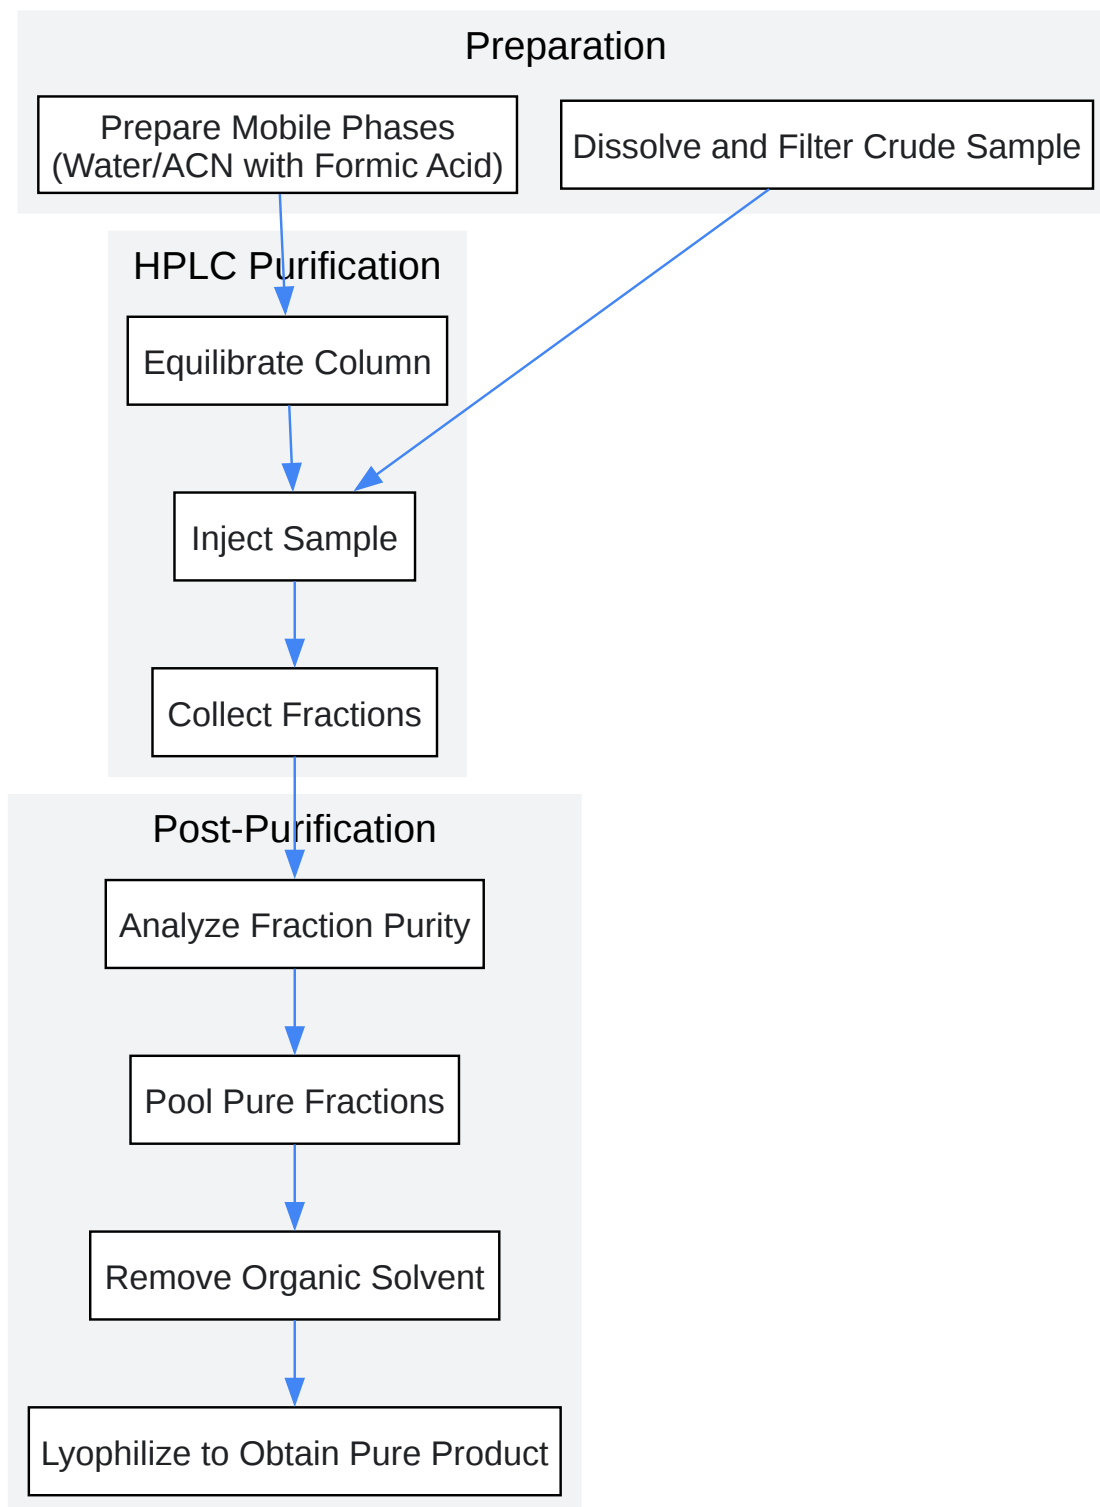 Preparation
Prepare Mobile Phases
(Water/ACN with Formic Acid)
Dissolve and Filter Crude Sample
HPLC Purification
Equilibrate Column
Inject Sample
Collect Fractions
Post-Purification
Analyze Fraction Purity
Pool Pure Fractions
Remove Organic Solvent
Lyophilize to Obtain Pure Product